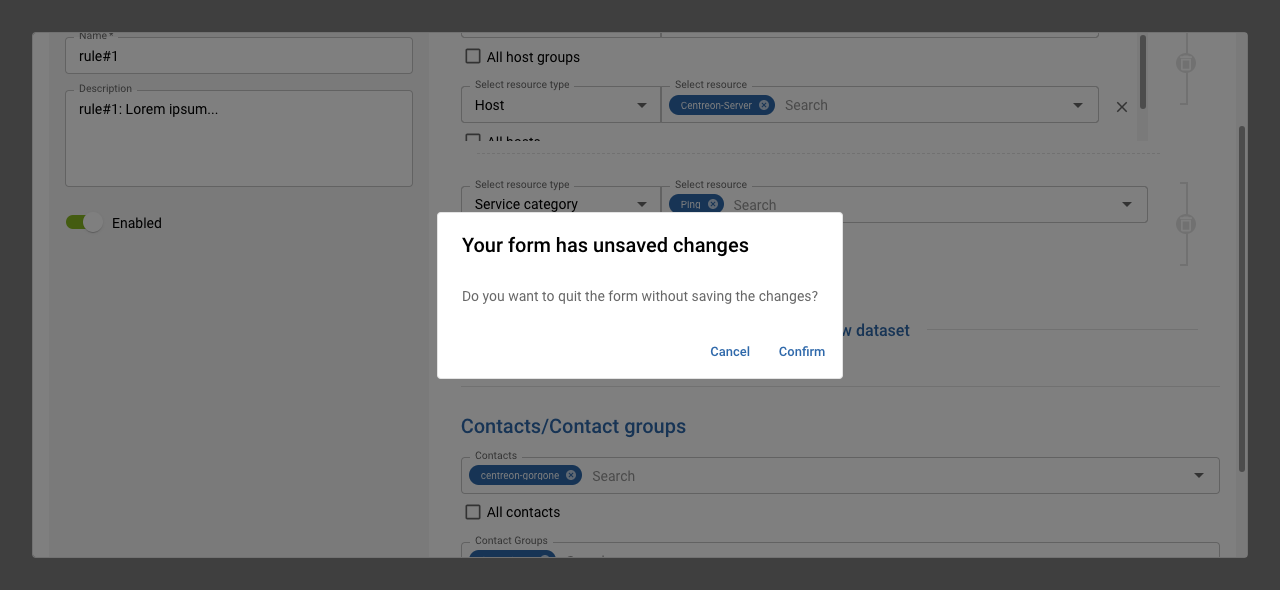 Name *
rule#1
Description
rule#1: Lorem ipsum...
Enabled
All host groups
Select resource type
Select resource
Host
Centreon-Server
Search
All hosts
Select resource type
Select resource
Service category
Ping
Search
Your form has unsaved changes
Do you want to quit the form without saving the changes?
Cancel
Confirm
dataset
Contacts/Contact groups
Contacts
centreon-gorgone
Search
All contacts
Contact Groups